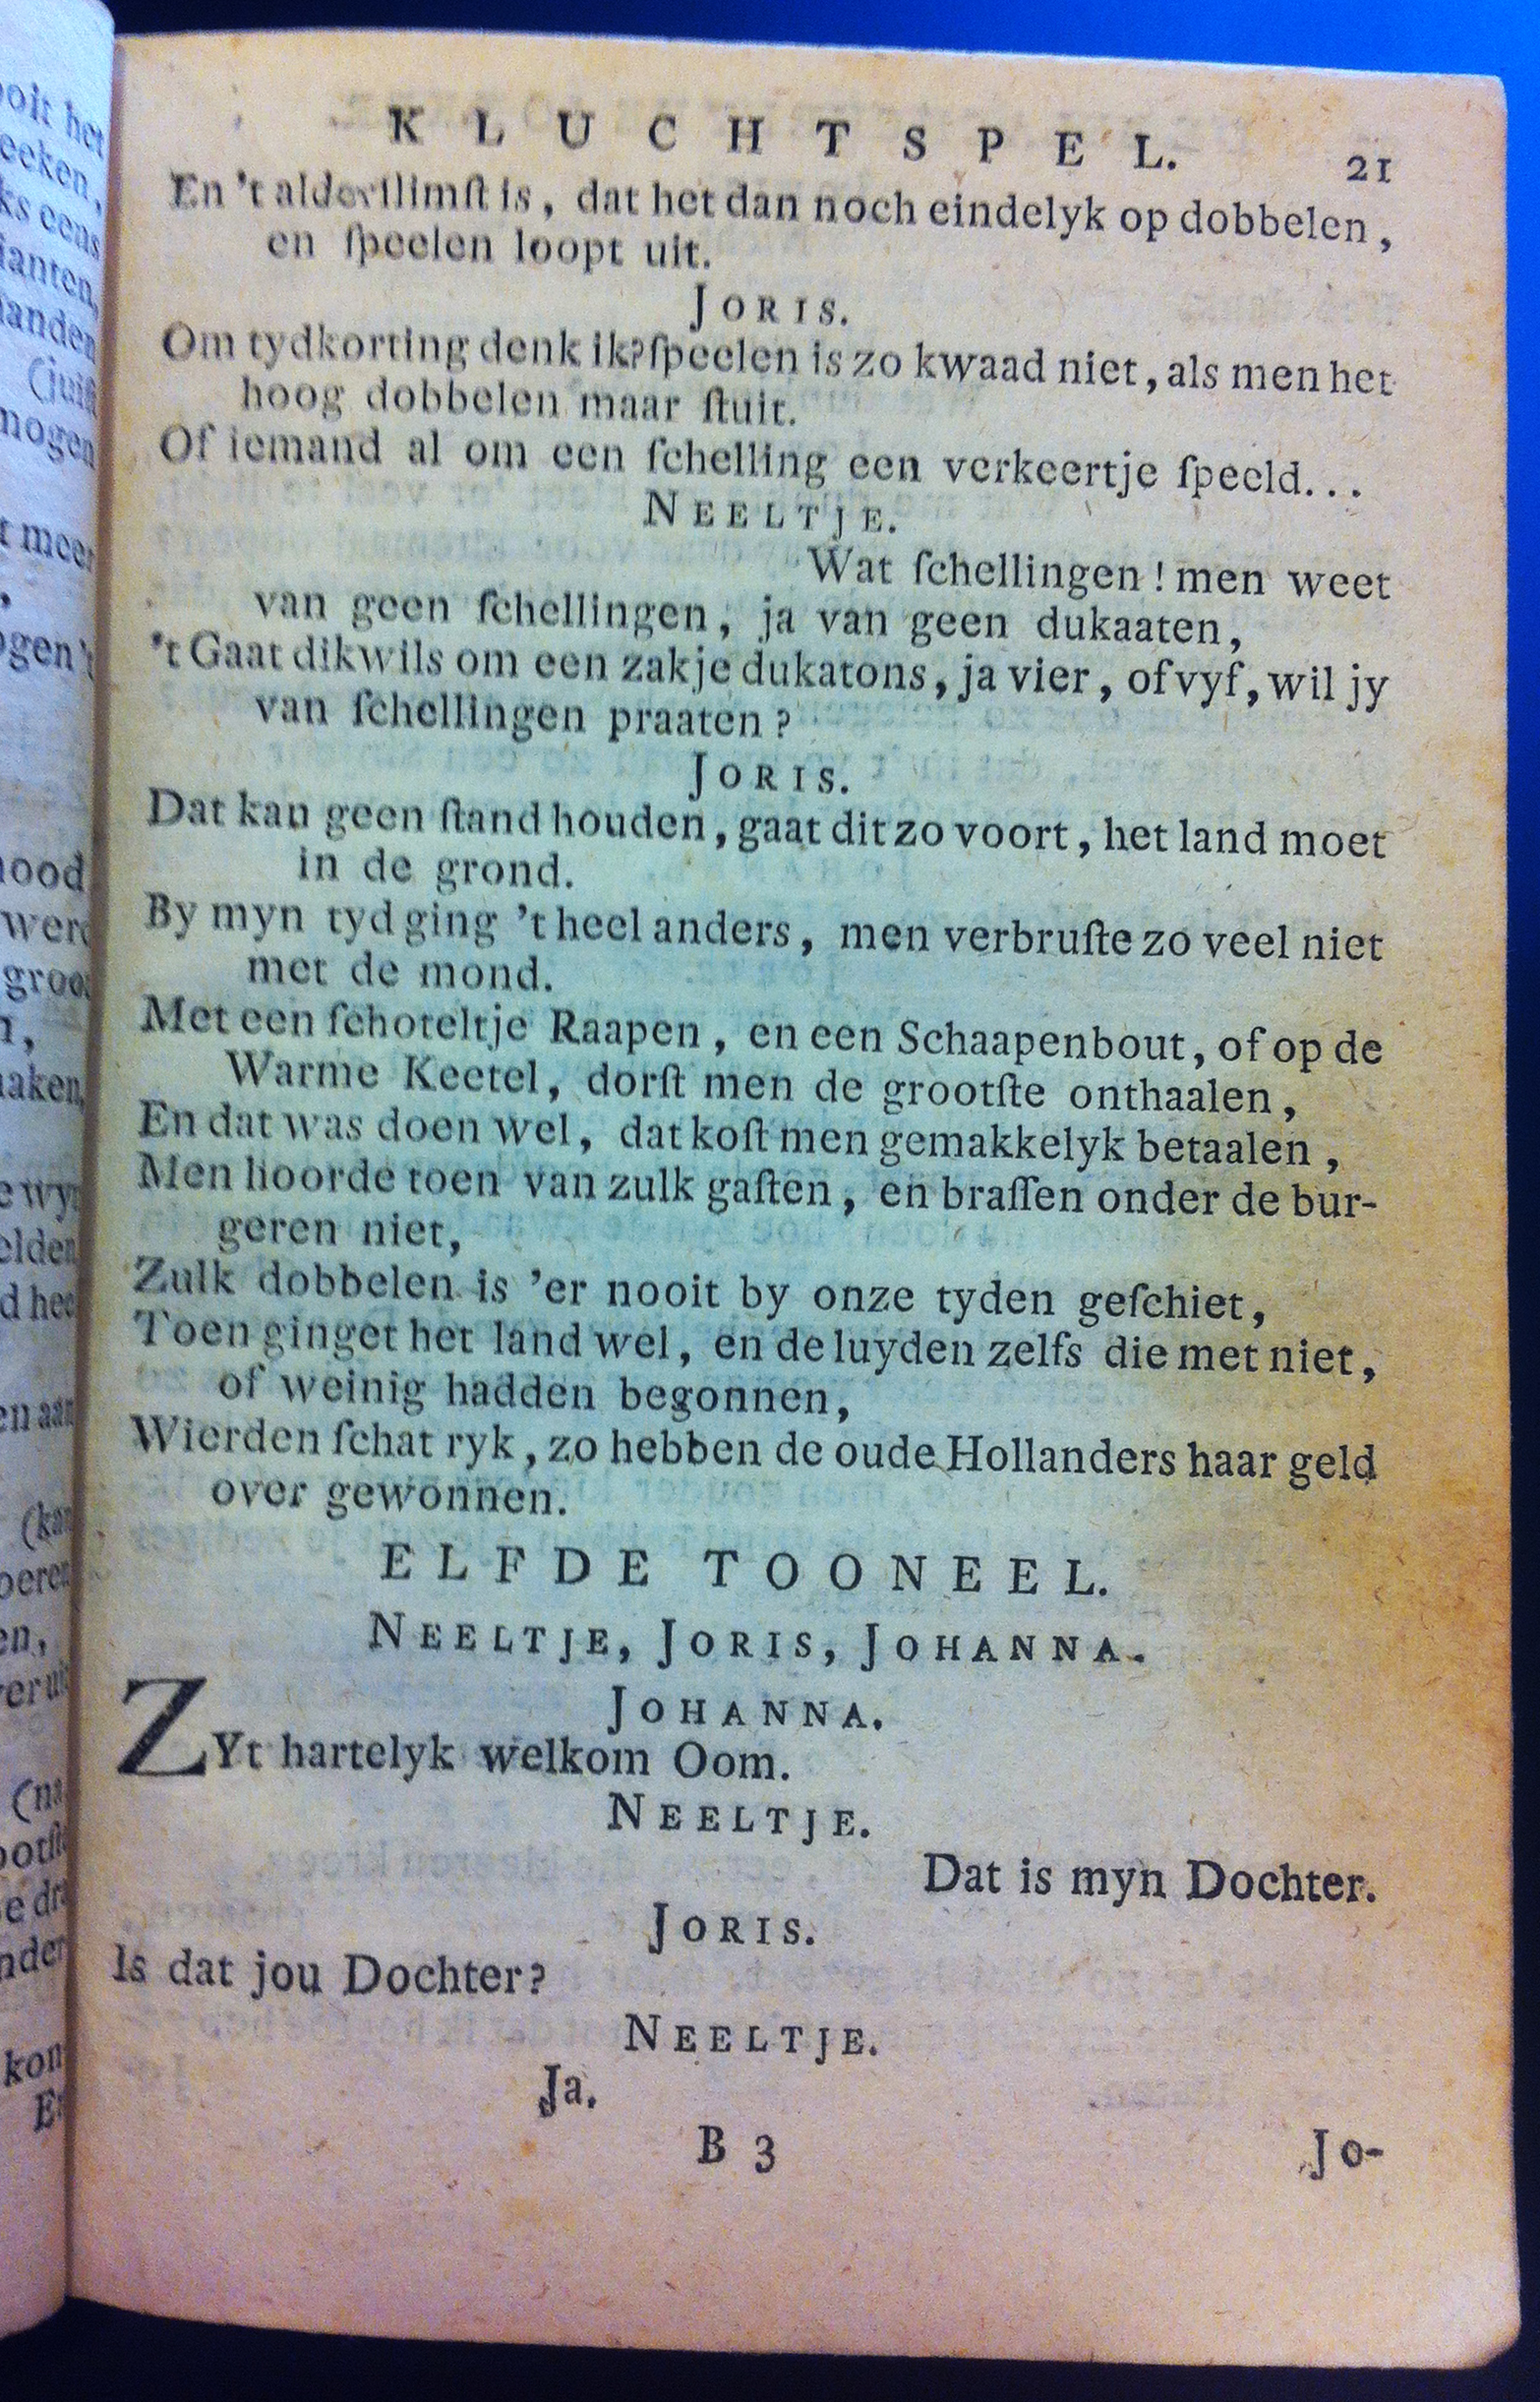 KLUCHTSPEL. 21
En 't alderslimſt is, dat het dan noch eindelyk op dobbelen,
en ſpeelen loopt uit.
JORIS.
Om tydkorting denk ik? ſpeelen is zo kwaad niet, als men het
hoog dobbelen maar ſtuit.
Of iemand al om een ſchelling een verkeertje ſpeeld...
NEELTJE.
Wat ſchellingen! men weet
van geen ſchellingen, ja van geen dukaaten,
't Gaat dikwils om een zakje dukatons, ja vier, of vyf, wil jy
van ſchellingen praaten?
JORIS.
Dat kan geen ſtand houden, gaat dit zo voort, het land moet
in de grond.
By myn tyd ging 't heel anders, men verbruſte zo veel niet
met de mond.
Met een ſchoteltje Raapen, en een Schaapenbout, of op de
Warme Keetel, dorſt men de grootſte onthaalen,
En dat was doen wel, dat koſt men gemakkelyk betaalen,
Men hoorde toen van zulk gaſten, en braſſen onder de bur-
geren niet,
Zulk dobbelen is 'er nooit by onze tyden geſchiet,
Toen ginget het land wel, en de luyden zelfs die met niet,
of weinig hadden begonnen,
Wierden ſchat ryk, zo hebben de oude Hollanders haar geld
over gewonnen.
ELFDE TOONEEL.
NEELTJE, JORIS, JOHANNA.
JOHANNA.
ZYt hartelyk welkom Oom.
NEELTJE.
Dat is myn Dochter.
JORIS.
Is dat jou Dochter?
NEELTJE.
Ja.
B 3 Jo-